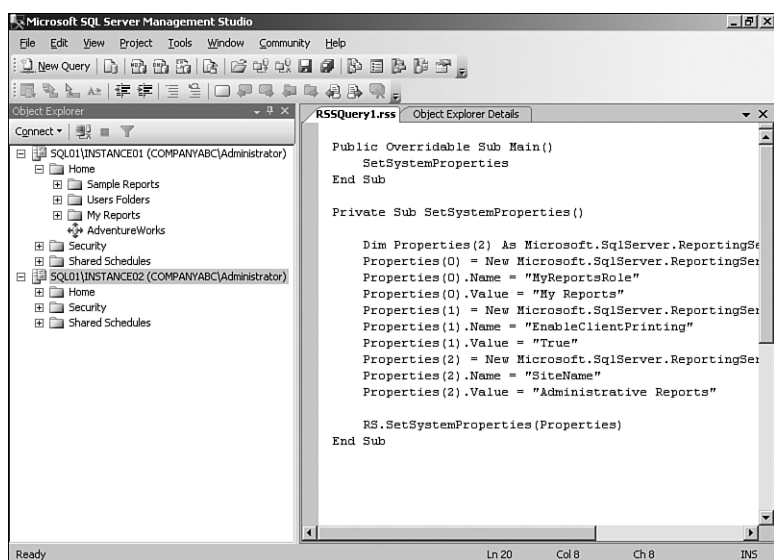 Microsoft SQL Server Management Studio
File Edit View Project Tools Window Community Help
New Query
Object Explorer
Connect
SQL01\INSTANCE01 (COMPANYABC\Administrator)
Home
Sample Reports
Users Folders
My Reports
AdventureWorks
Security
Shared Schedules
SQL01\INSTANCE02 (COMPANYABC\Administrator)
Home
Security
Shared Schedules
RSSQuery1.rss Object Explorer Details
Public Overridable Sub Main()
SetSystemProperties
End Sub
Private Sub SetSystemProperties()
Dim Properties(2) As Microsoft.SqlServer.ReportingSe
Properties(0) = New Microsoft.SqlServer.ReportingSer
Properties(0).Name = "MyReportsRole"
Properties(0).Value = "My Reports"
Properties(1) = New Microsoft.SqlServer.ReportingSer
Properties(1).Name = "EnableClientPrinting"
Properties(1).Value = "True"
Properties(2) = New Microsoft.SqlServer.ReportingSer
Properties(2).Name = "SiteName"
Properties(2).Value = "Administrative Reports"
RS.SetSystemProperties(Properties)
End Sub
Ready Ln 20 Col 8 Ch 8 INS